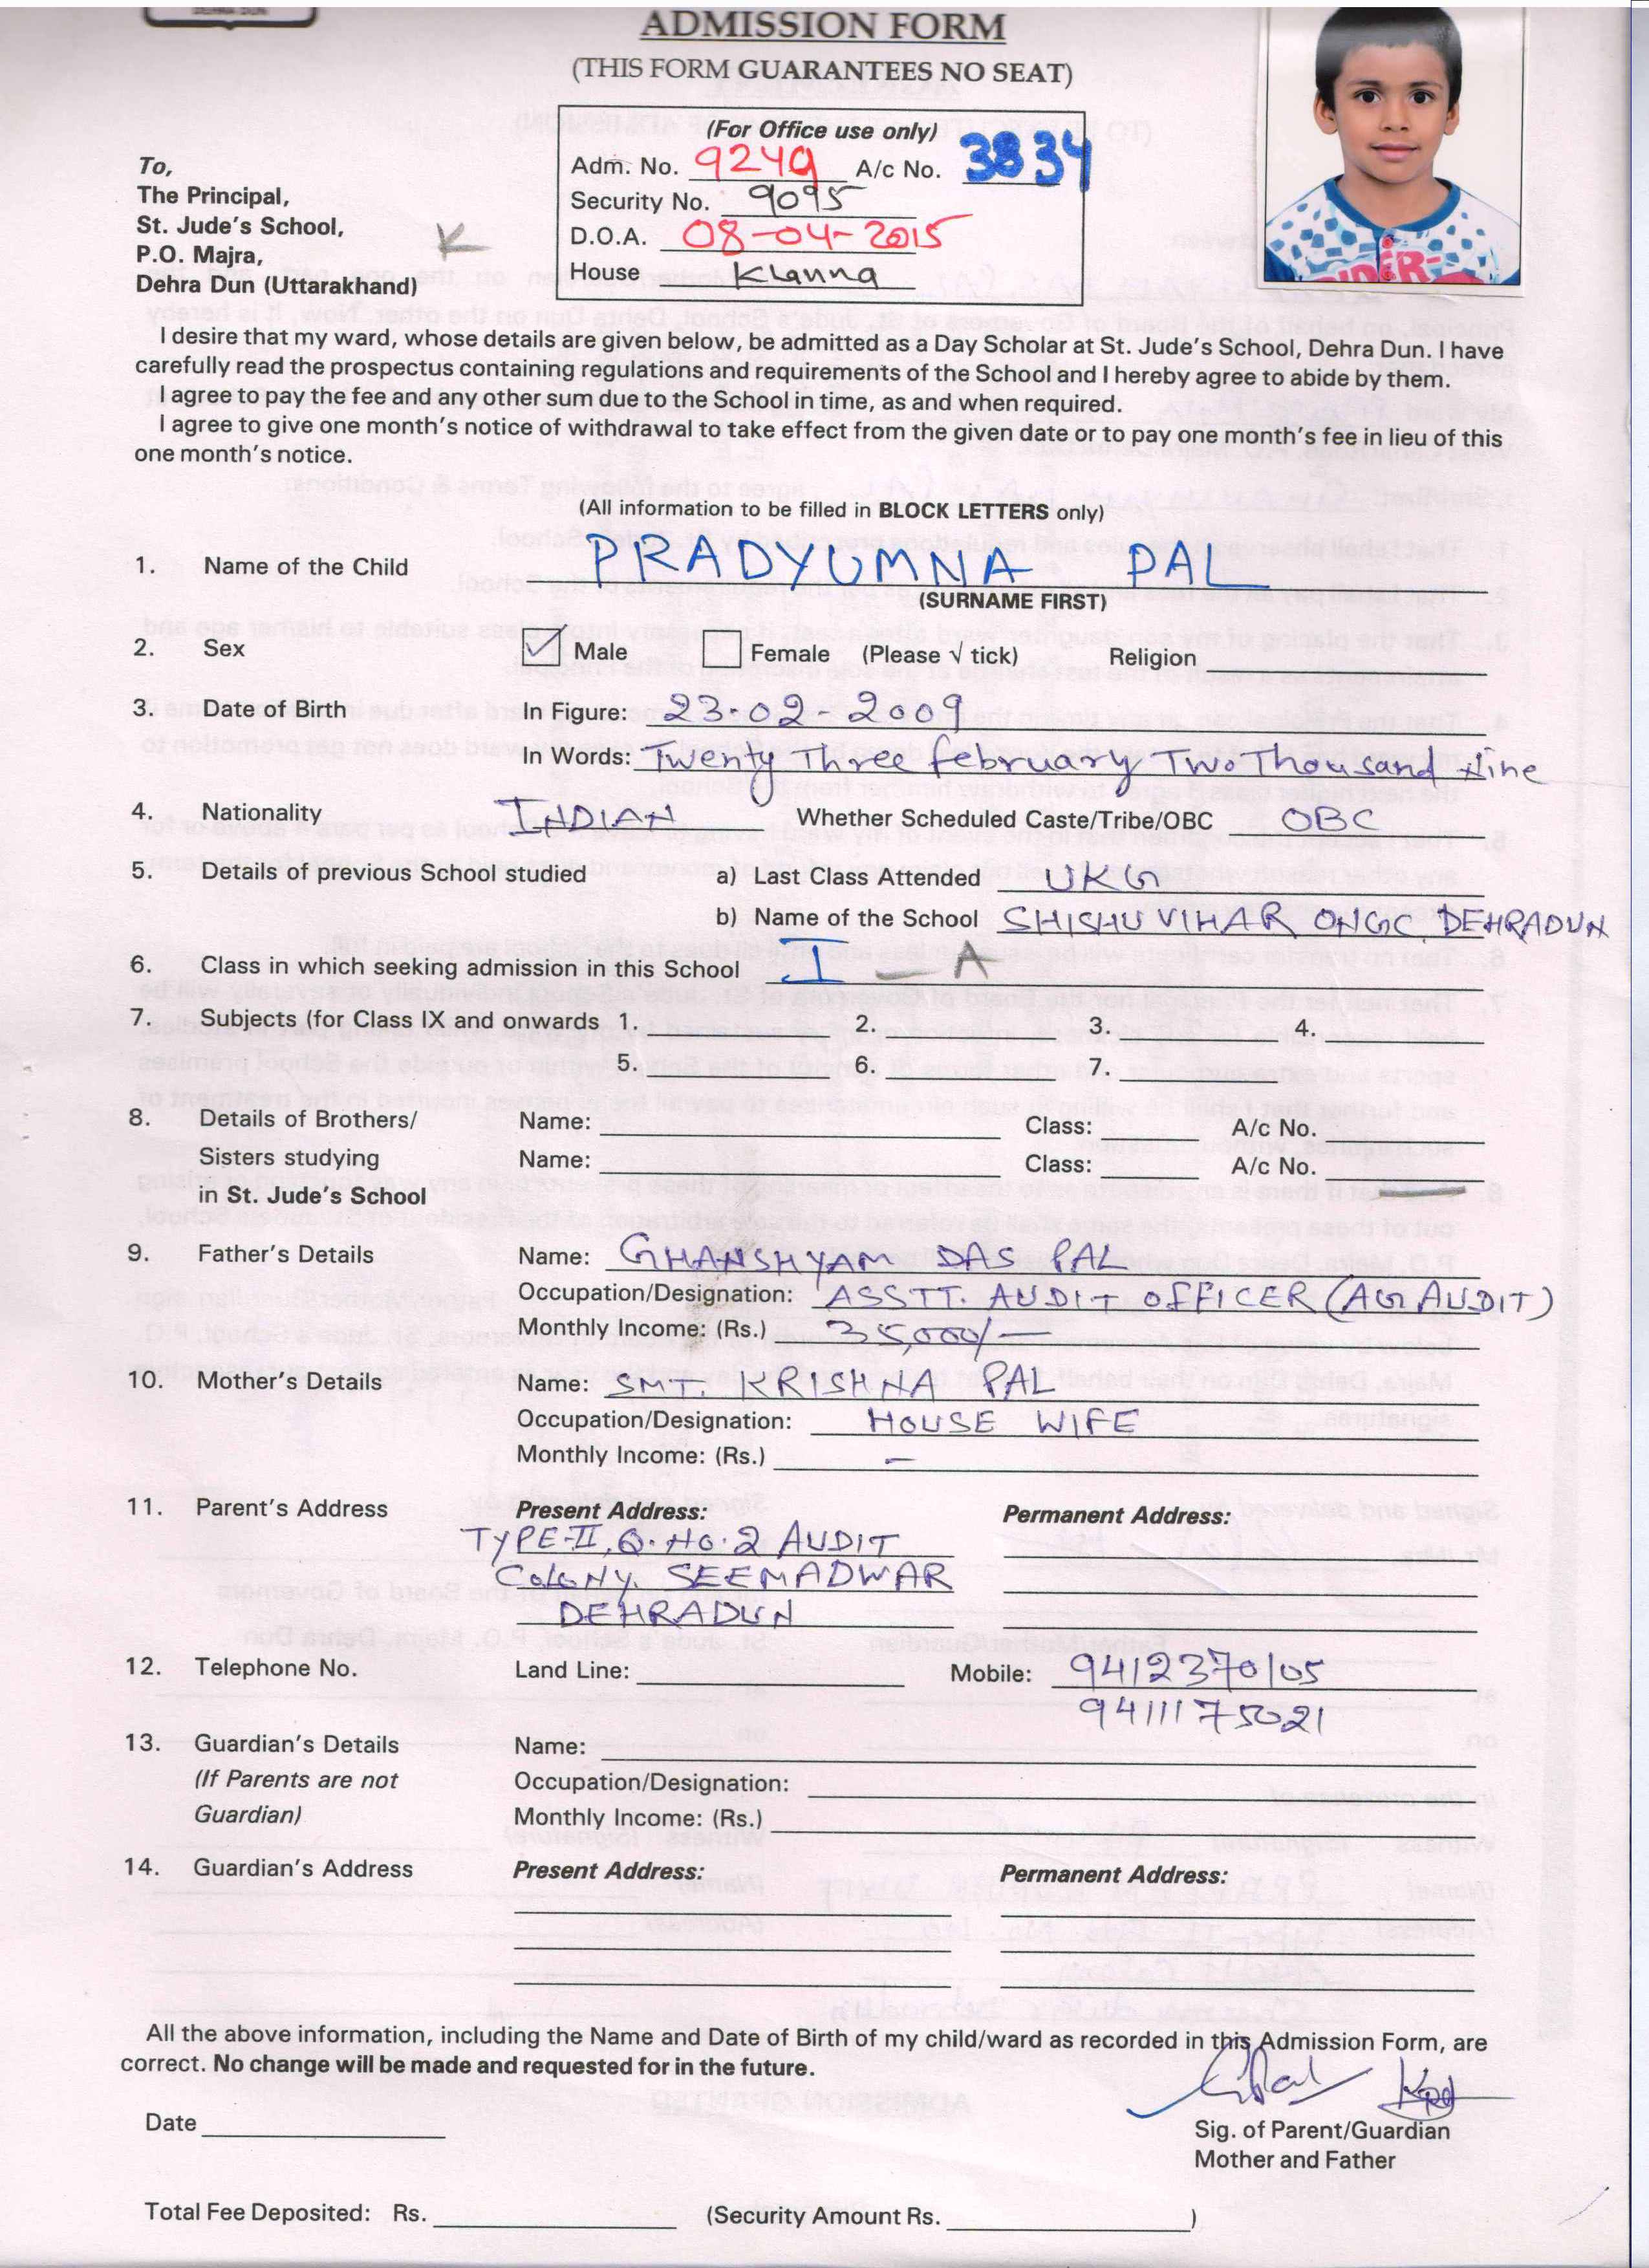 DEHRA DUN
ADMISSION FORM
(THIS FORM GUARANTEES NO SEAT)
(For Office use only)
Adm. No. 9249 A/c No. 3834
Security No. 9095
D.O.A. 08-04-2015
House Klanna
To,
The Principal,
St. Jude's School,
P.O. Majra,
Dehra Dun (Uttarakhand)
I desire that my ward, whose details are given below, be admitted as a Day Scholar at St. Jude's School, Dehra Dun. I have
carefully read the prospectus containing regulations and requirements of the School and I hereby agree to abide by them.
I agree to pay the fee and any other sum due to the School in time, as and when required.
I agree to give one month's notice of withdrawal to take effect from the given date or to pay one month's fee in lieu of this
one month's notice.
(All information to be filled in BLOCK LETTERS only)
1. Name of the Child PRADYUMNA PAL
(SURNAME FIRST)
2. Sex Male Female (Please √ tick) Religion
3. Date of Birth In Figure: 23-02-2009
In Words: Twenty Three february Two Thousand Nine
4. Nationality INDIAN Whether Scheduled Caste/Tribe/OBC OBC
5. Details of previous School studied a) Last Class Attended UKG
b) Name of the School SHISHU VIHAR ONGC, DEHRADUN
6. Class in which seeking admission in this School I - A
7. Subjects (for Class IX and onwards 1. 2. 3. 4.
5. 6. 7.
8. Details of Brothers/ Name: Class: A/c No.
Sisters studying Name: Class: A/c No.
in St. Jude's School
9. Father's Details Name: GHANSHYAM DAS PAL
Occupation/Designation: ASSTT. AUDIT OFFICER (AG AUDIT)
Monthly Income: (Rs.) 35,000/-
10. Mother's Details Name: SMT. KRISHNA PAL
Occupation/Designation: HOUSE WIFE
Monthly Income: (Rs.) -
11. Parent's Address Present Address: Permanent Address:
TYPE-II, Q.No.2 AUDIT
COLONY. SEEMADWAR
DEHRADUN
12. Telephone No. Land Line: Mobile: 9412370105
9411175021
13. Guardian's Details Name:
(If Parents are not Occupation/Designation:
Guardian) Monthly Income: (Rs.)
14. Guardian's Address Present Address: Permanent Address:
All the above information, including the Name and Date of Birth of my child/ward as recorded in this Admission Form, are
correct. No change will be made and requested for in the future.
Date
Sig. of Parent/Guardian
Mother and Father
Total Fee Deposited: Rs. (Security Amount Rs. )